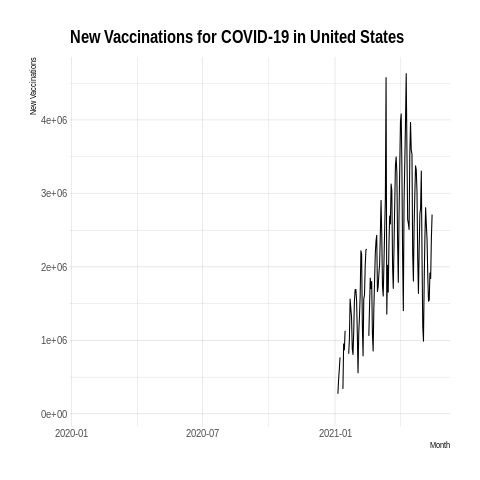 New Vaccinations for COVID-19 in United States
New Vaccinations
4e+06
3e+06
2e+06
1e+06
0e+00
2020-01 2020-07 2021-01
Month